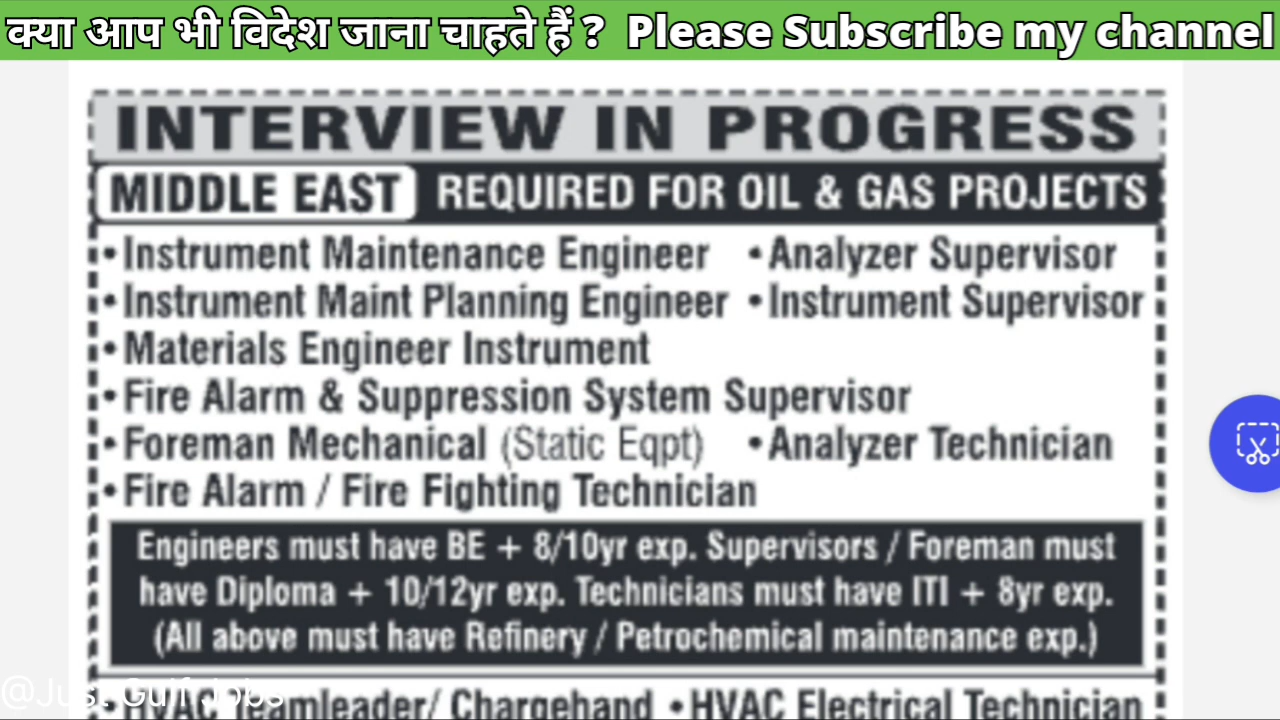 क्या आप भी विदेश जाना चाहते हैं ? Please Subscribe my channel
INTERVIEW IN PROGRESS
MIDDLE EAST REQUIRED FOR OIL & GAS PROJECTS
• Instrument Maintenance Engineer • Analyzer Supervisor
• Instrument Maint Planning Engineer • Instrument Supervisor
• Materials Engineer Instrument
• Fire Alarm & Suppression System Supervisor
• Foreman Mechanical (Static Eqpt) • Analyzer Technician
• Fire Alarm / Fire Fighting Technician
Engineers must have BE + 8/10yr exp. Supervisors / Foreman must
have Diploma + 10/12yr exp. Technicians must have ITI + 8yr exp.
(All above must have Refinery / Petrochemical maintenance exp.)
@Just Gulf Jobs
• HVAC Teamleader/ Chargehand • HVAC Electrical Technician